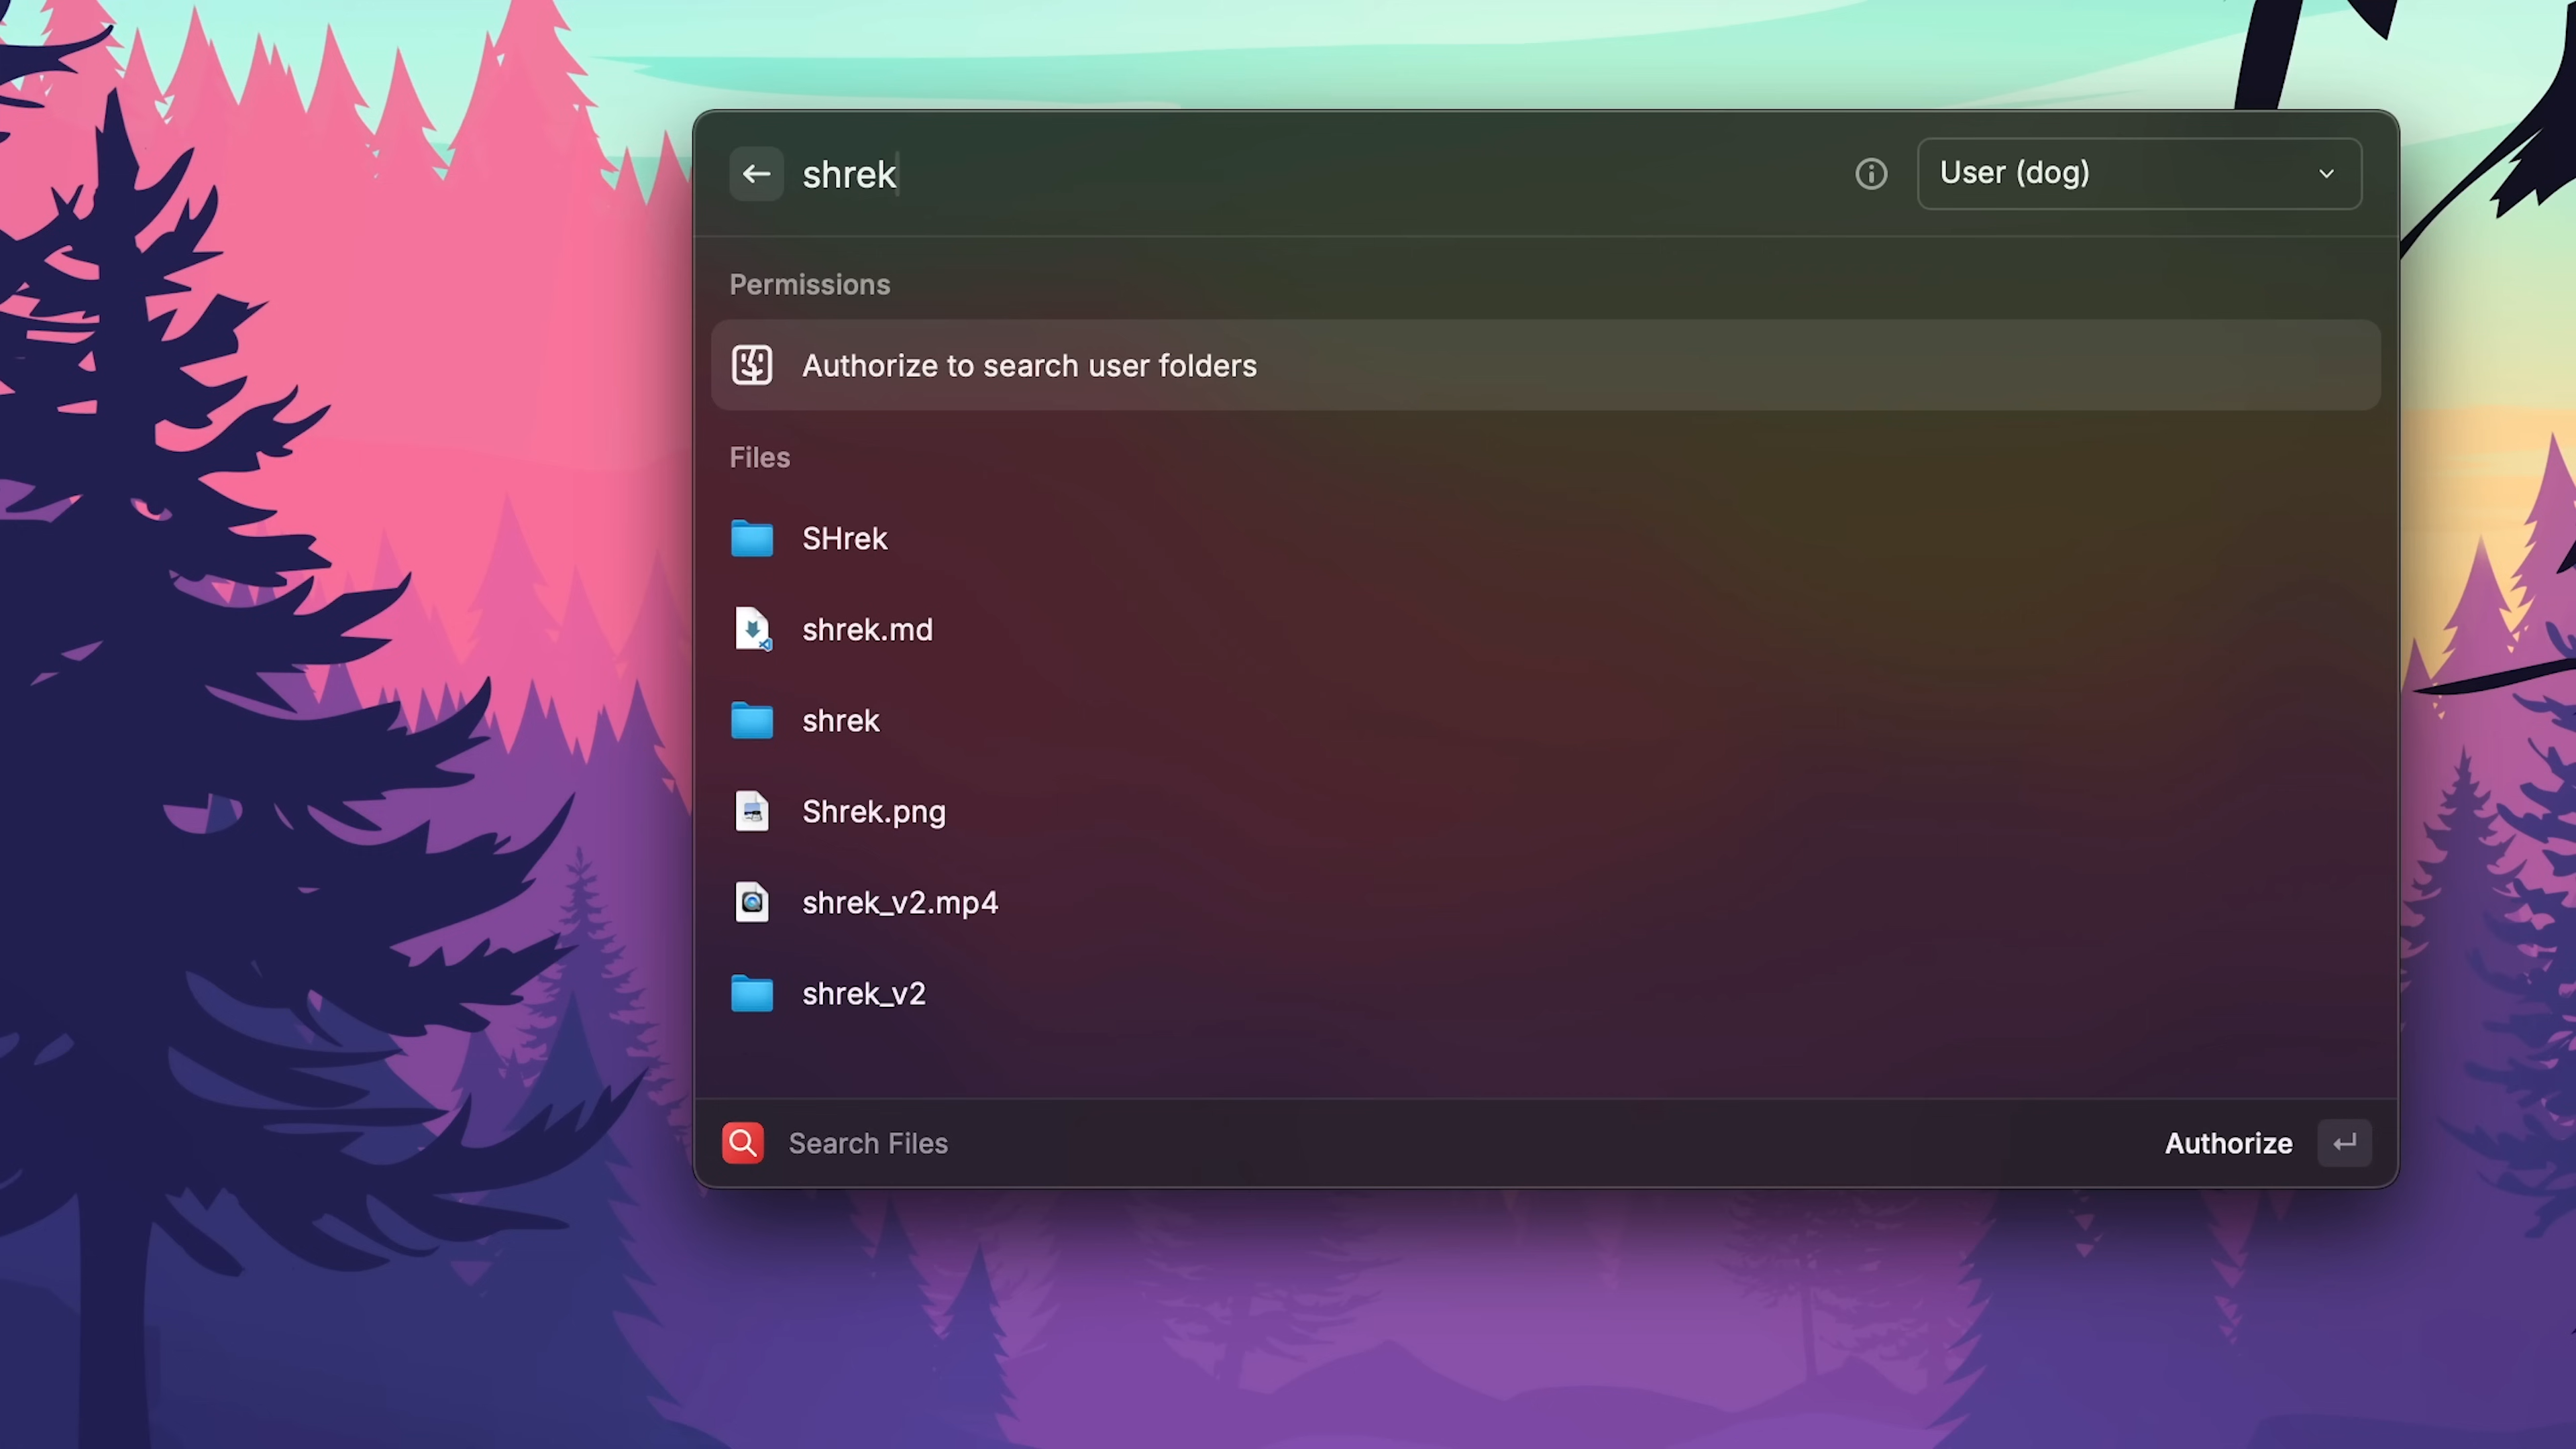 shrek
User (dog)
Permissions
Authorize to search user folders
Files
SHrek
shrek.md
shrek
Shrek.png
shrek_v2.mp4
shrek_v2
Search Files
Authorize